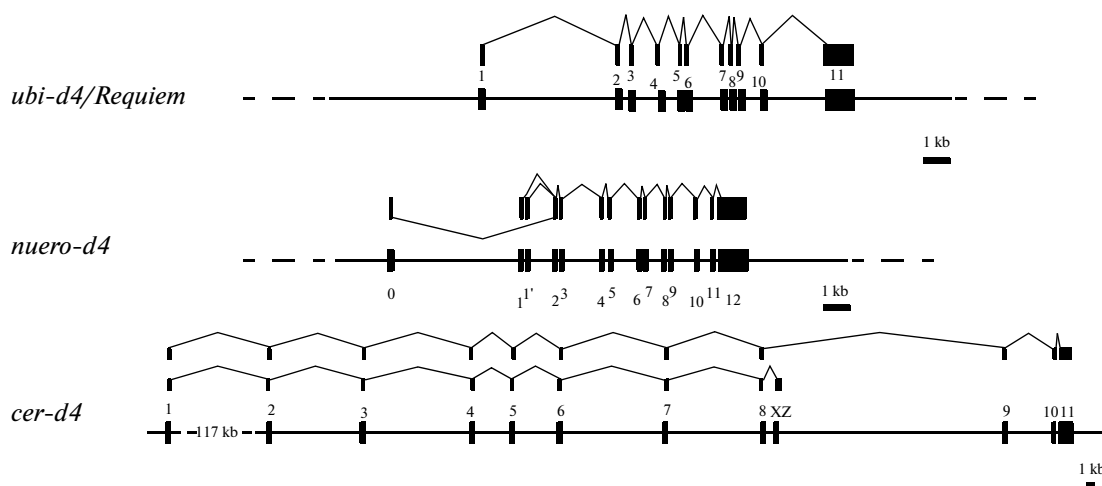 1 2 3 4 5 6 7 8 9 10 11
ubi-d4/Requiem
1 kb
nuero-d4
0 1 1' 2 3 4 5 6 7 8 9 10 11 12
1 kb
cer-d4
1 2 3 4 5 6 7 8 XZ 9 10 11
117 kb
1 kb